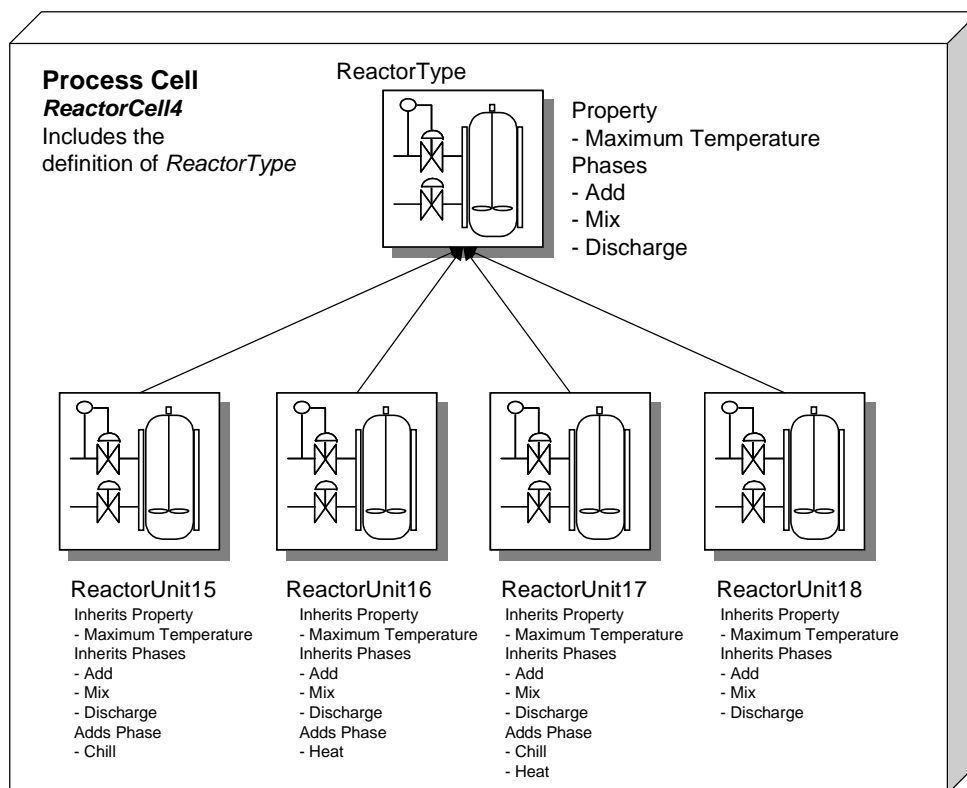 Process Cell
ReactorCell4
Includes the
definition of ReactorType
ReactorType
Property
- Maximum Temperature
Phases
- Add
- Mix
- Discharge
ReactorUnit15
Inherits Property
- Maximum Temperature
Inherits Phases
- Add
- Mix
- Discharge
Adds Phase
- Chill
ReactorUnit16
Inherits Property
- Maximum Temperature
Inherits Phases
- Add
- Mix
- Discharge
Adds Phase
- Heat
ReactorUnit17
Inherits Property
- Maximum Temperature
Inherits Phases
- Add
- Mix
- Discharge
Adds Phase
- Chill
- Heat
ReactorUnit18
Inherits Property
- Maximum Temperature
Inherits Phases
- Add
- Mix
- Discharge